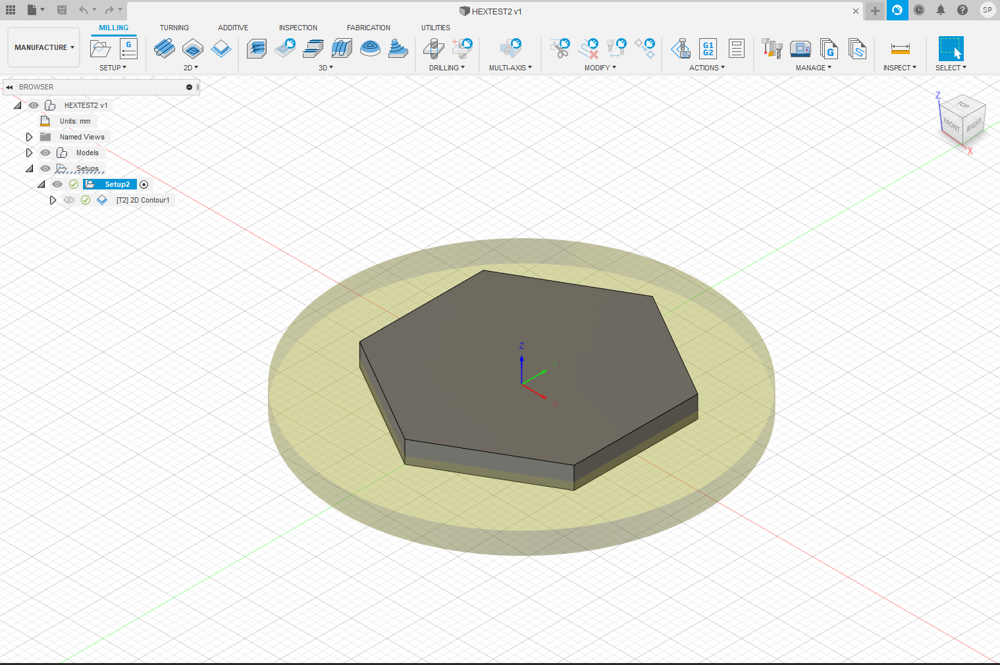 HEXTEST2 v1
SP
MANUFACTURE
MILLING TURNING ADDITIVE INSPECTION FABRICATION UTILITIES
G
G1
G2
G
SETUP 2D 3D DRILLING MULTI-AXIS MODIFY ACTIONS MANAGE INSPECT SELECT
BROWSER
HEXTEST2 v1
Units: mm
Named Views
Models
Setups
Setup2
[T2] 2D Contour1
Z
TOP
FRONT
RIGHT
X
Z
Y
X